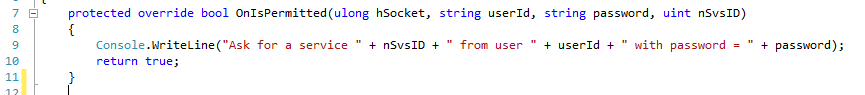 7 protected override bool OnIsPermitted(ulong hSocket, string userId, string password, uint nSvsID)
8 {
9 Console.WriteLine("Ask for a service " + nSvsID + " from user " + userId + " with password = " + password);
10 return true;
11 }
12